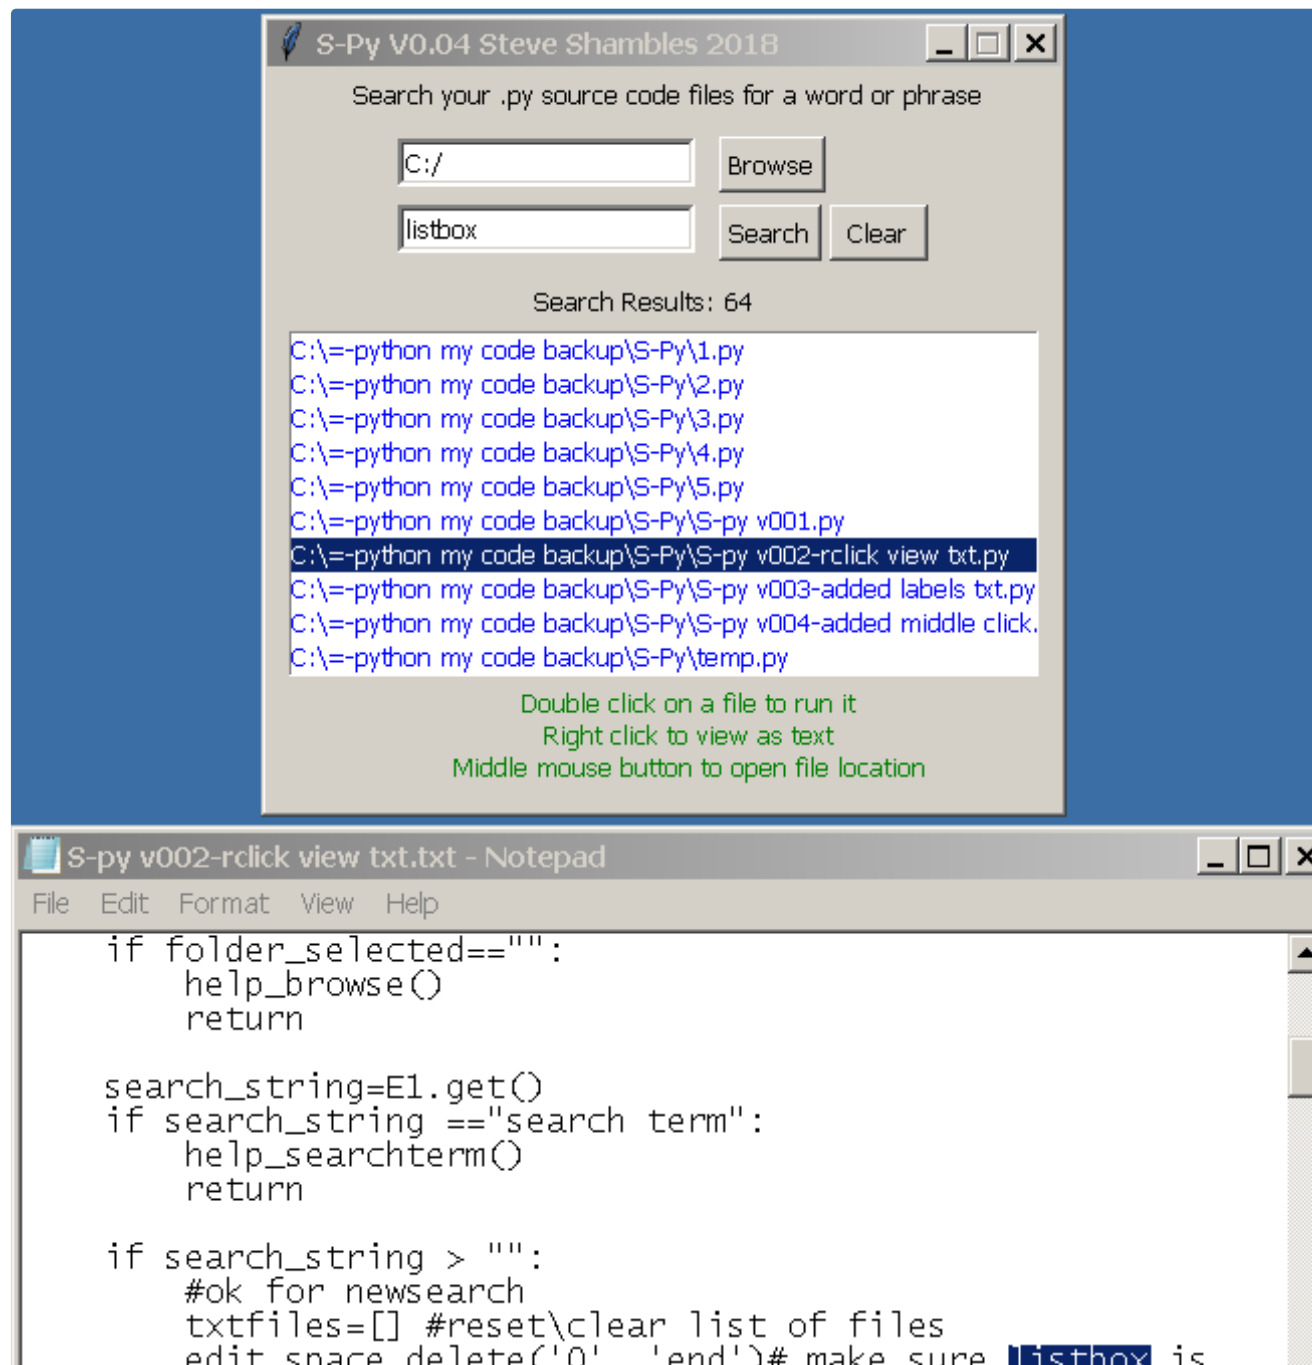 S-Py V0.04 Steve Shambles 2018
Search your .py source code files for a word or phrase
C:/
Browse
listbox
Search
Clear
Search Results: 64
C:\=-python my code backup\S-Py\1.py
C:\=-python my code backup\S-Py\2.py
C:\=-python my code backup\S-Py\3.py
C:\=-python my code backup\S-Py\4.py
C:\=-python my code backup\S-Py\5.py
C:\=-python my code backup\S-Py\S-py v001.py
C:\=-python my code backup\S-Py\S-py v002-rclick view txt.py
C:\=-python my code backup\S-Py\S-py v003-added labels txt.py
C:\=-python my code backup\S-Py\S-py v004-added middle click.
C:\=-python my code backup\S-Py\temp.py
Double click on a file to run it
Right click to view as text
Middle mouse button to open file location
S-py v002-rclick view txt.txt - Notepad
File Edit Format View Help
if folder_selected=="":
help_browse()
return
search_string=E1.get()
if search_string =="search term":
help_searchterm()
return
if search_string > "":
#ok for newsearch
txtfiles=[] #reset\clear list of files
edit_space.delete('0', 'end')# make sure listbox is